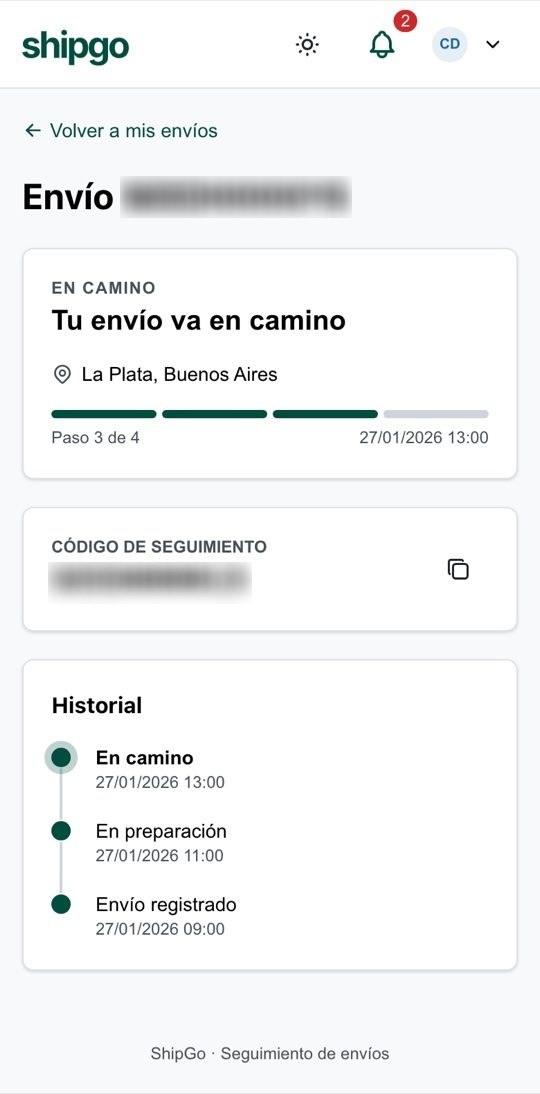 shipgo
2
CD
← Volver a mis envíos
Envío
EN CAMINO
Tu envío va en camino
La Plata, Buenos Aires
Paso 3 de 4 27/01/2026 13:00
CÓDIGO DE SEGUIMIENTO
Historial
En camino
27/01/2026 13:00
En preparación
27/01/2026 11:00
Envío registrado
27/01/2026 09:00
ShipGo · Seguimiento de envíos